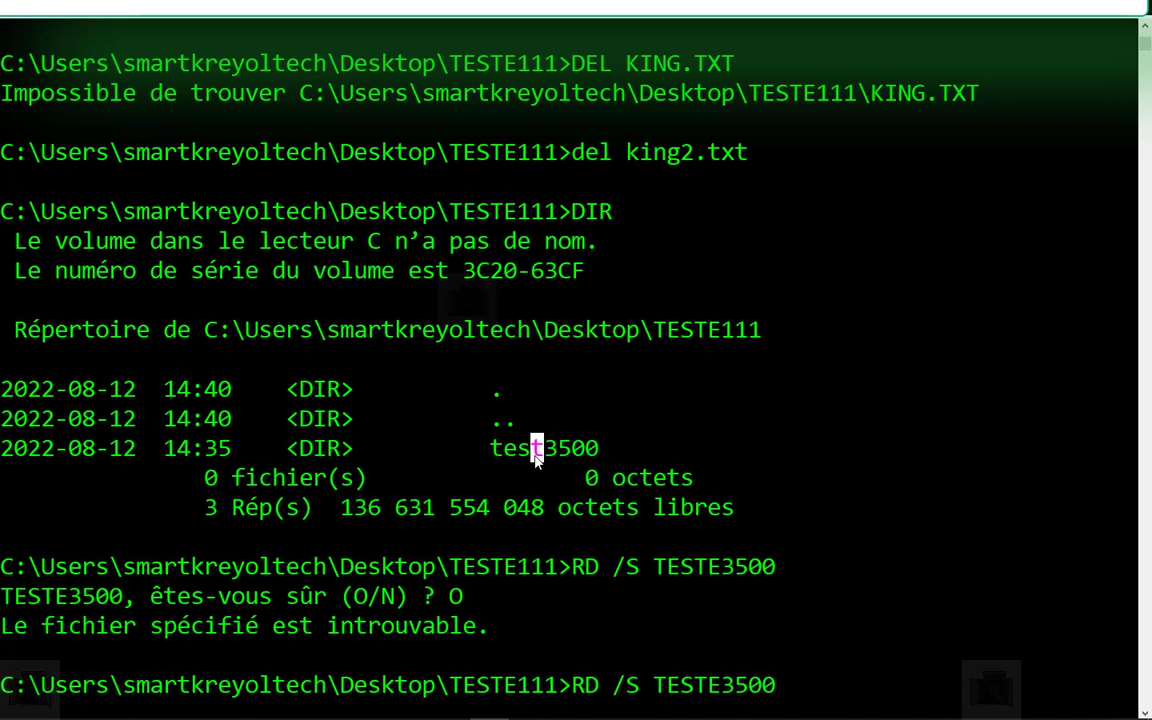 C:\Users\smartkreyoltech\Desktop\TESTE111>DEL KING.TXT
Impossible de trouver C:\Users\smartkreyoltech\Desktop\TESTE111\KING.TXT
C:\Users\smartkreyoltech\Desktop\TESTE111>del king2.txt
C:\Users\smartkreyoltech\Desktop\TESTE111>DIR
Le volume dans le lecteur C n’a pas de nom.
Le numéro de série du volume est 3C20-63CF
Répertoire de C:\Users\smartkreyoltech\Desktop\TESTE111
2022-08-12  14:40    <DIR>          .
2022-08-12  14:40    <DIR>          ..
2022-08-12  14:35    <DIR>          test3500
0 fichier(s)                0 octets
3 Rép(s)  136 631 554 048 octets libres
C:\Users\smartkreyoltech\Desktop\TESTE111>RD /S TESTE3500
TESTE3500, êtes-vous sûr (O/N) ? O
Le fichier spécifié est introuvable.
C:\Users\smartkreyoltech\Desktop\TESTE111>RD /S TESTE3500